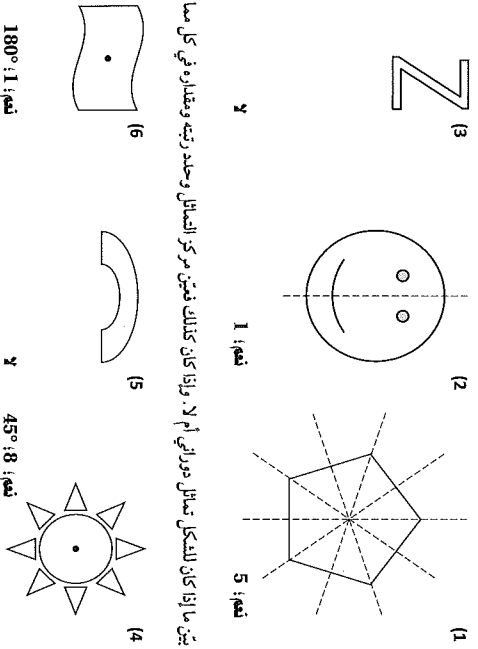 (1
نعم؛ 5
(2
نعم؛ 1
(3
لا
بيّن ما إذا كان للشكل تماثل دوراني أم لا. وإذا كان كذلك فعيّن مركز التماثل وحدد رتبته ومقداره في كل مما
(4
نعم؛ 8؛ 45°
(5
لا
(6
نعم؛ 1؛ 180°